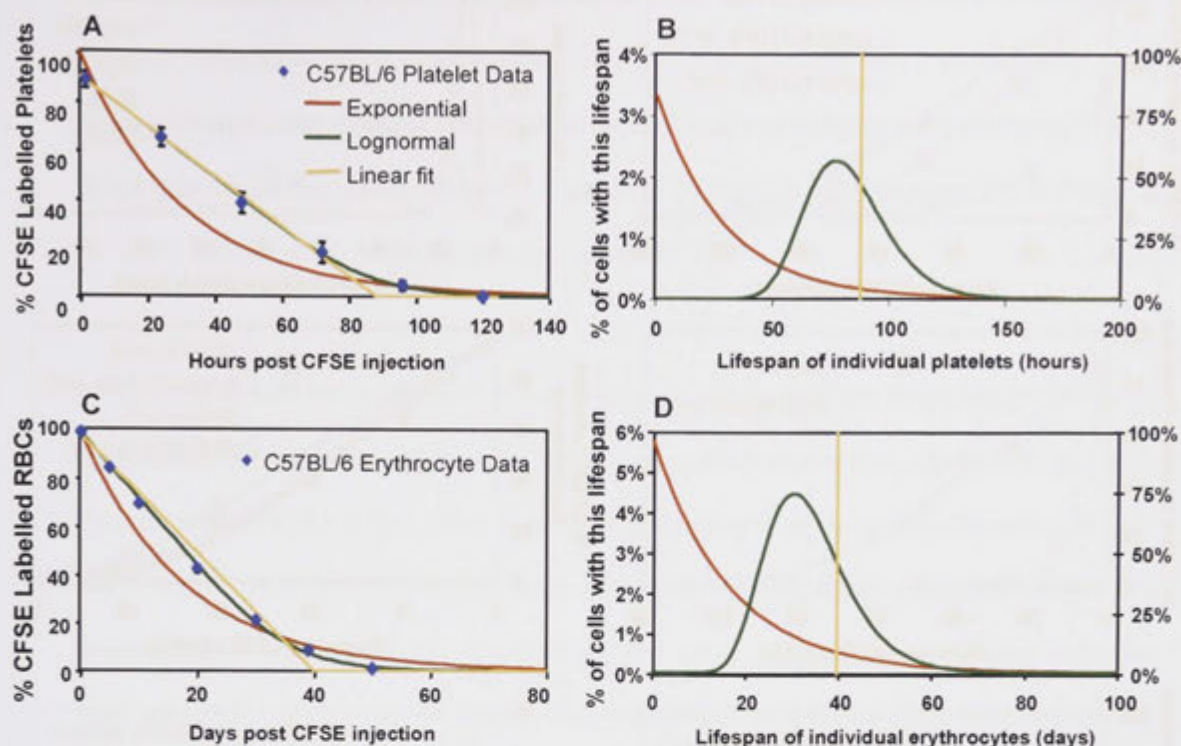 A
% CFSE Labelled Platelets
100
80
60
40
20
0
C57BL/6 Platelet Data
Exponential
Lognormal
Linear fit
0 20 40 60 80 100 120 140
Hours post CFSE injection
B
% of cells with this lifespan
4%
3%
2%
1%
0%
100%
75%
50%
25%
0%
0 50 100 150 200
Lifespan of individual platelets (hours)
C
% CFSE Labelled RBCs
100
80
60
40
20
0
C57BL/6 Erythrocyte Data
0 20 40 60 80
Days post CFSE injection
D
% of cells with this lifespan
6%
5%
4%
3%
2%
1%
0%
100%
75%
50%
25%
0%
0 20 40 60 80 100
Lifespan of individual erythrocytes (days)